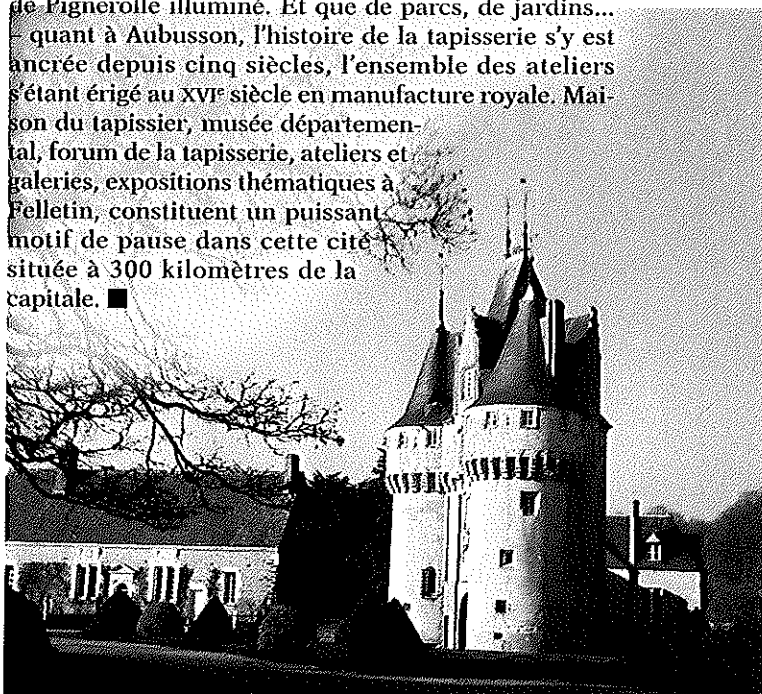 de Pignerolle illuminé. Et que de parcs, de jardins...
– quant à Aubusson, l'histoire de la tapisserie s'y est
ancrée depuis cinq siècles, l'ensemble des ateliers
s'étant érigé au XVIᵉ siècle en manufacture royale. Mai-
son du tapissier, musée départemen-
tal, forum de la tapisserie, ateliers et
galeries, expositions thématiques à
Felletin, constituent un puissant
motif de pause dans cette cité
située à 300 kilomètres de la
capitale. ■